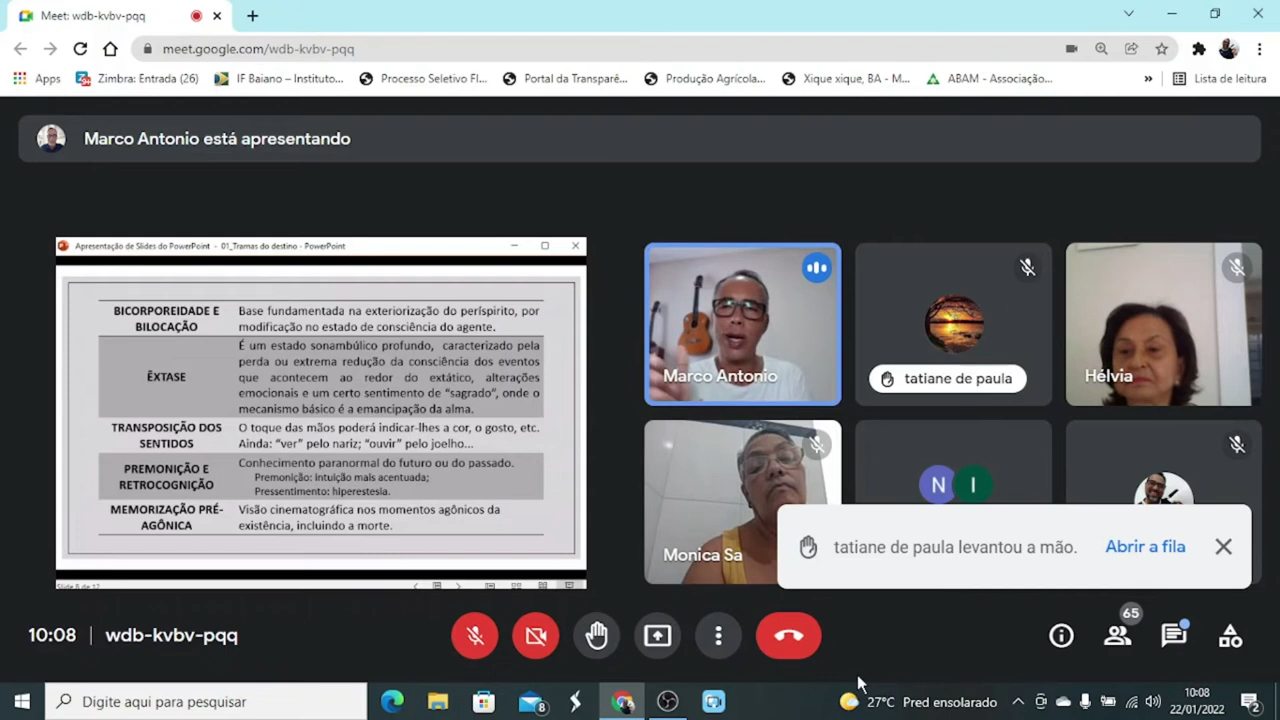 Meet: wdb-kvbv-pqq
meet.google.com/wdb-kvbv-pqq
Apps
Zimbra: Entrada (26)
IF Baiano – Instituto...
Processo Seletivo Fl...
Portal da Transparê...
Produção Agrícola...
Xique xique, BA - M...
ABAM - Associação...
»
Lista de leitura
Marco Antonio está apresentando
Apresentação de Slides do PowerPoint - 01_Tramas do destino - PowerPoint
BICORPOREIDADE E
BILOCAÇÃO
Base fundamentada na exteriorização do períspirito, por
modificação no estado de consciência do agente.
ÊXTASE
É um estado sonambúlico profundo, caracterizado pela
perda ou extrema redução da consciência dos eventos
que acontecem ao redor do extático, alterações
emocionais e um certo sentimento de “sagrado”, onde o
mecanismo básico é a emancipação da alma.
TRANSPOSIÇÃO DOS
SENTIDOS
O toque das mãos poderá indicar-lhes a cor, o gosto, etc.
Ainda: “ver” pelo nariz; “ouvir” pelo joelho...
PREMONIÇÃO E
RETROCOGNIÇÃO
Conhecimento paranormal do futuro ou do passado.
Premonição: intuição mais acentuada;
Pressentimento: hiperestesia.
MEMORIZAÇÃO PRÉ-
AGÔNICA
Visão cinematográfica nos momentos agônicos da
existência, incluindo a morte.
Slide 8 de 12
Marco Antonio
tatiane de paula
Hélvia
Monica Sa
N
I
tatiane de paula levantou a mão.
Abrir a fila
10:08
wdb-kvbv-pqq
65
Digite aqui para pesquisar
8
27°C Pred ensolarado
10:08
22/01/2022
2